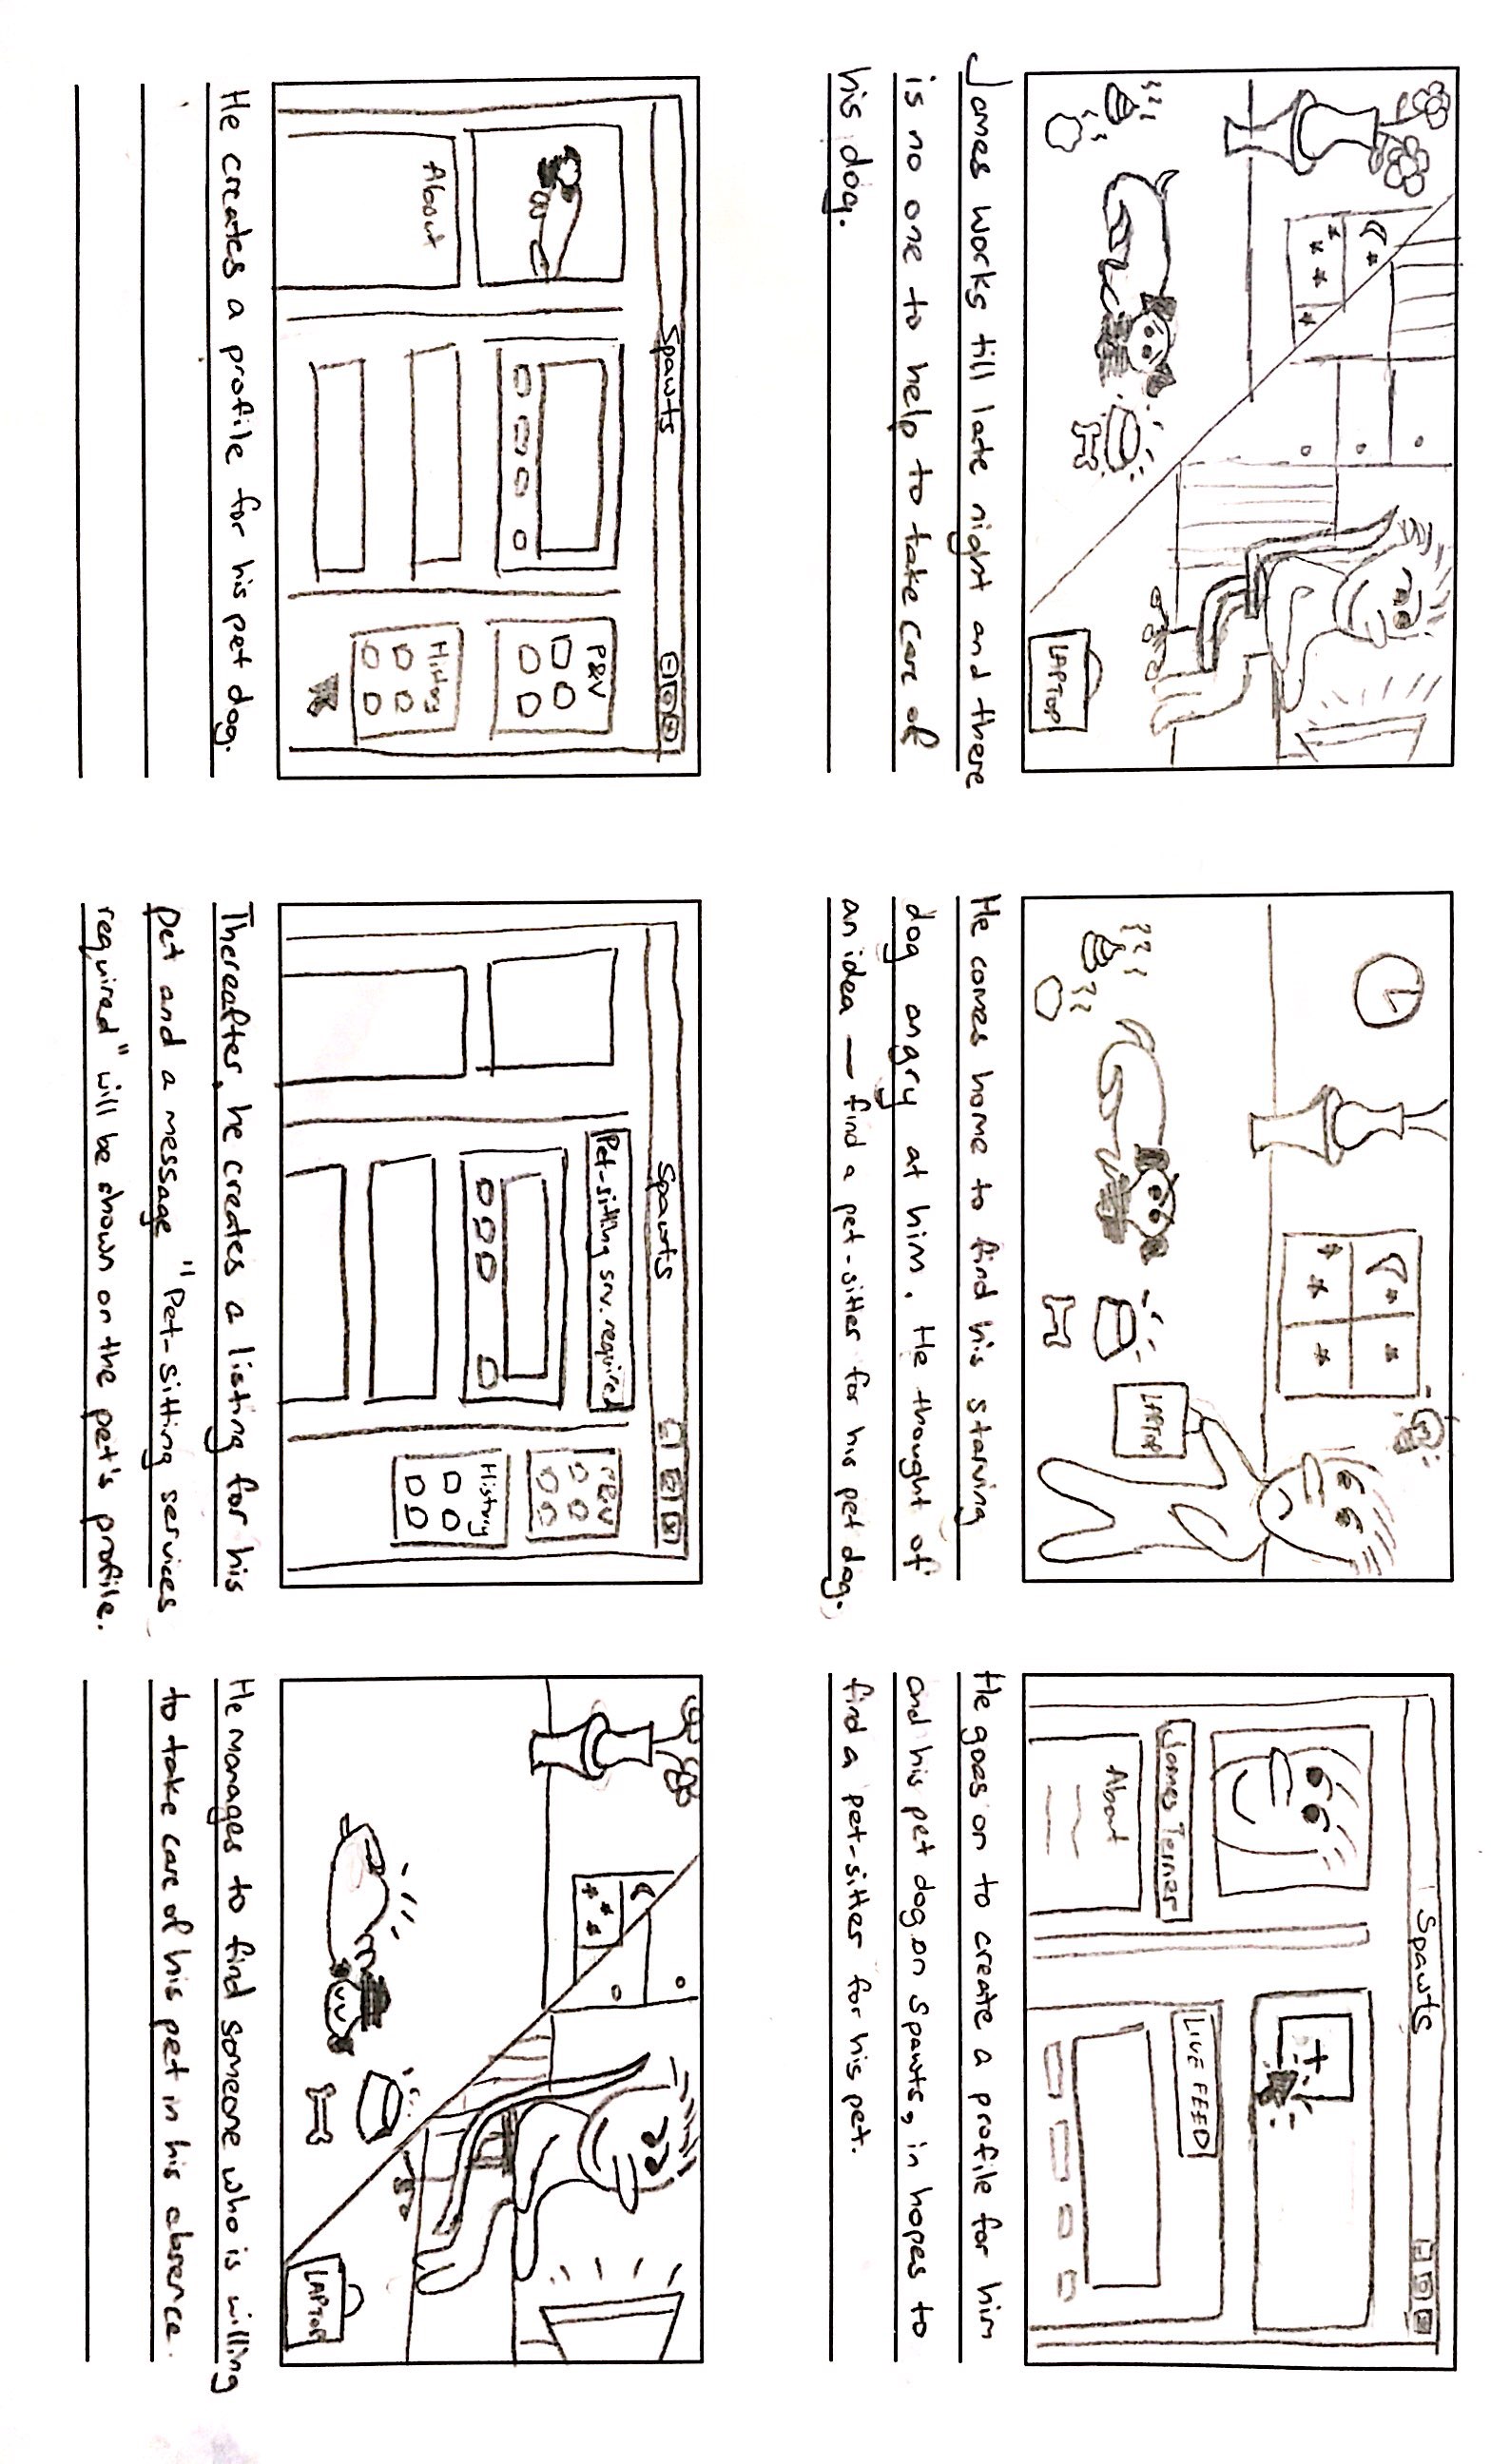 LAPTOP
James works till late night and there
is no one to help to take care of
his dog.
LAPTOP
He comes home to find his starving
dog angry at him. He thought of
an idea — find a pet-sitter for his pet dog.
Spawts
LIVE FEED
James Terner
About
He goes on to create a profile for him
and his pet dog on Spawts, in hopes to
find a pet-sitter for his pet.
Spawts
P&V
About
History
He creates a profile for his pet dog.
Spawts
Pet-sitting srv. required
P&V
History
Thereafter, he creates a listing for his
pet and a message "Pet-sitting services
required" will be shown on the pet's profile.
LAPTOP
He manages to find someone who is willing
to take care of his pet in his absence.